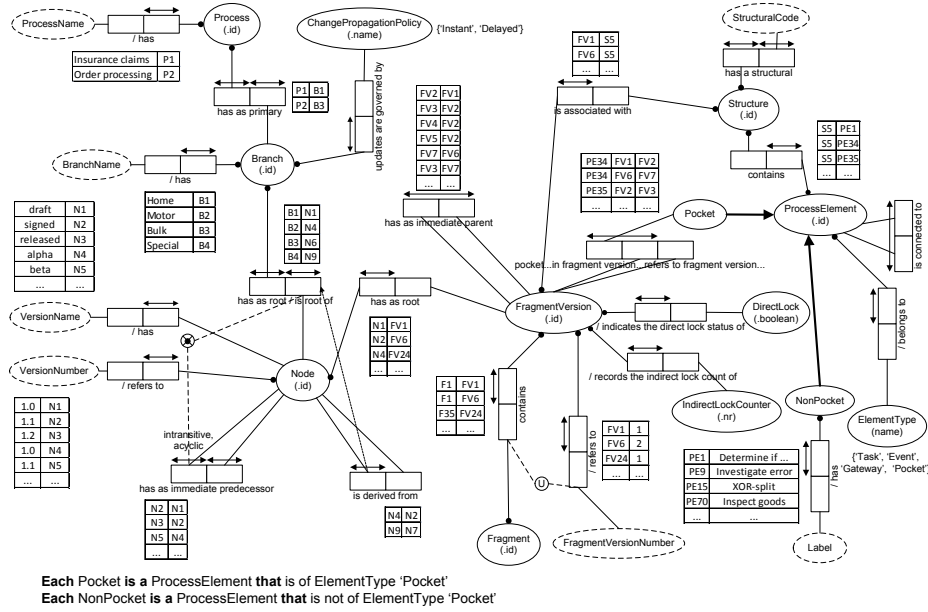 ProcessName
/ has
Process
(.id)
ChangePropagationPolicy
(.name)
{'Instant', 'Delayed'}
StructuralCode
Insurance claims P1
Order processing P2
has as primary
P1 B1
P2 B3
updates are governed by
FV1 S5
FV6 S5
... ...
is associated with
has a structural
Structure
(.id)
BranchName
/ has
Branch
(.id)
FV2 FV1
FV3 FV2
FV4 FV2
FV5 FV2
FV7 FV6
FV3 FV7
... ...
has as immediate parent
S5 PE1
S5 PE34
S5 PE35
... ...
contains
PE34 FV1 FV2
PE34 FV6 FV7
PE35 FV2 FV3
... ... ...
Pocket
ProcessElement
(.id)
is connected to
draft N1
signed N2
released N3
alpha N4
beta N5
... ...
Home B1
Motor B2
Bulk B3
Special B4
B1 N1
B2 N4
B3 N6
B4 N9
has as root / is root of
has as root
pocket...in fragment version...refers to fragment version...
VersionName
/ has
FragmentVersion
(.id)
/ indicates the direct lock status of
DirectLock
(.boolean)
/ belongs to
VersionNumber
/ refers to
Node
(.id)
N1 FV1
N2 FV6
N4 FV24
... ...
/ records the indirect lock count of
IndirectLockCounter
(.nr)
NonPocket
ElementType
(name)
{'Task', 'Event',
'Gateway', 'Pocket'}
1.0 N1
1.1 N2
1.2 N3
1.0 N4
1.1 N5
... ...
intransitive,
acyclic
has as immediate predecessor
is derived from
F1 FV1
F1 FV6
F35 FV24
... ...
contains
/ refers to
FV1 1
FV6 2
FV24 1
... ...
PE1 Determine if ...
PE9 Investigate error
PE15 XOR-split
PE70 Inspect goods
... ...
/ has
N2 N1
N3 N2
N5 N4
... ...
N4 N2
N9 N7
U
Fragment
(.id)
FragmentVersionNumber
Label
Each Pocket is a ProcessElement that is of ElementType 'Pocket'
Each NonPocket is a ProcessElement that is not of ElementType 'Pocket'